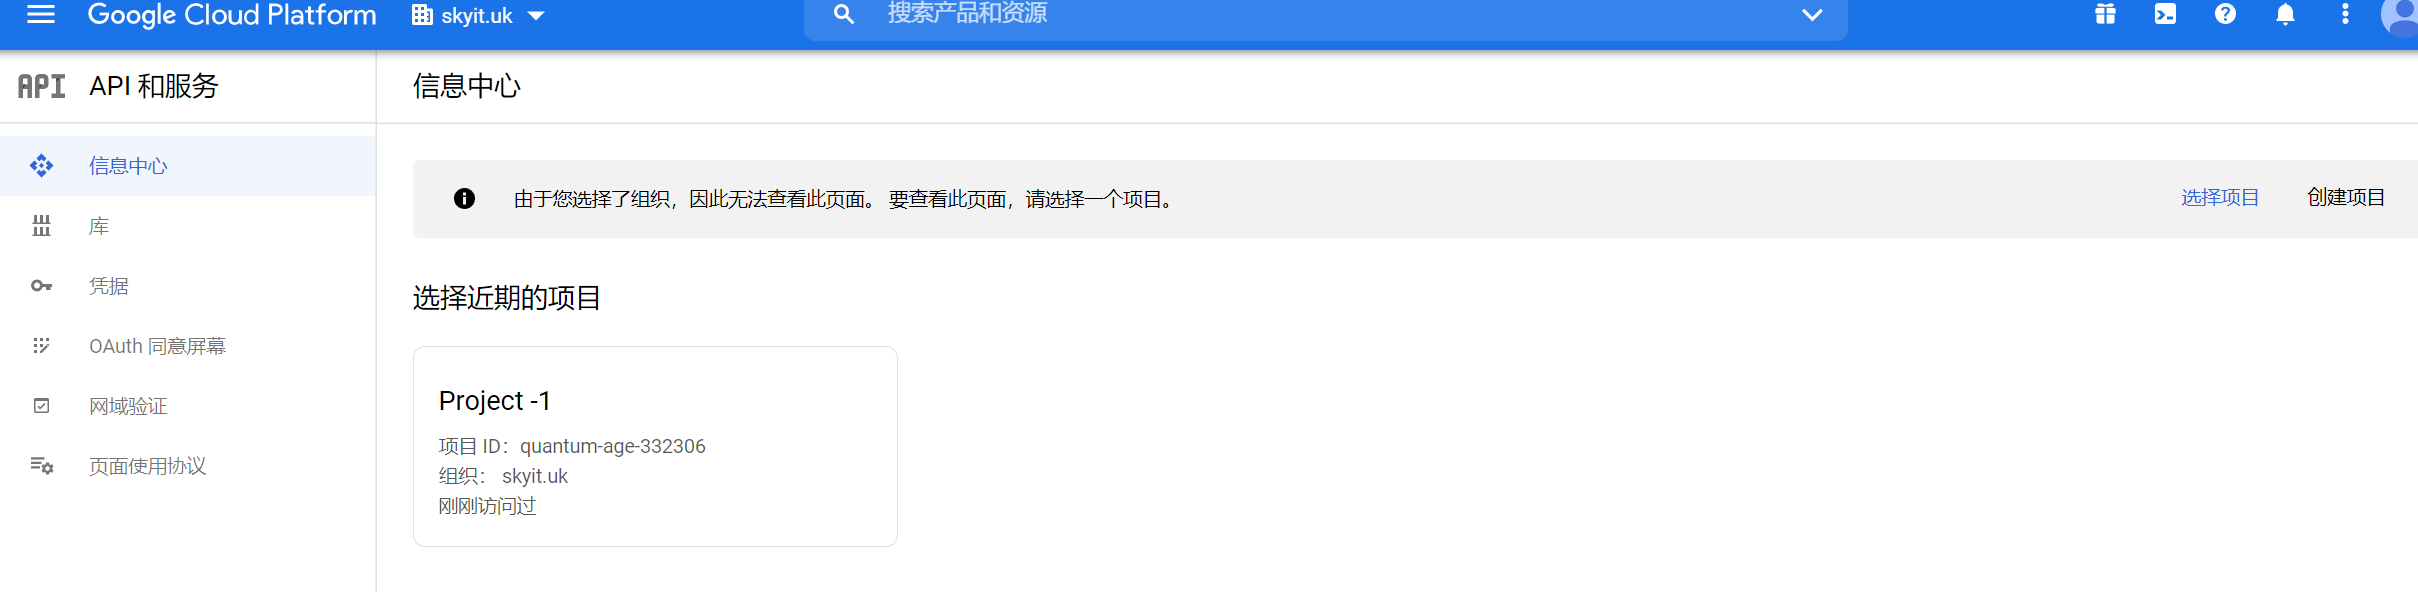 Google Cloud Platform
skyit.uk
搜索产品和资源
API
API 和服务
信息中心
信息中心
库
凭据
OAuth 同意屏幕
网域验证
页面使用协议
由于您选择了组织，因此无法查看此页面。 要查看此页面，请选择一个项目。
选择项目
创建项目
选择近期的项目
Project -1
项目 ID：quantum-age-332306
组织： skyit.uk
刚刚访问过